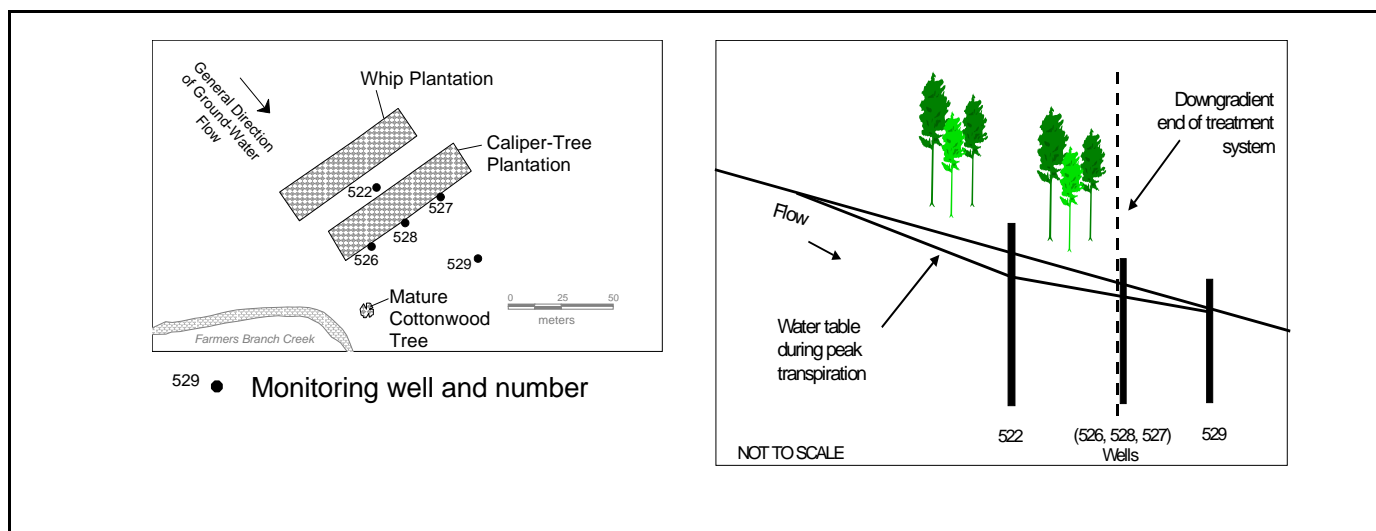 General Direction
of Ground-Water
Flow
Whip Plantation
Caliper-Tree
Plantation
522
527
528
526
529
Mature
Cottonwood
Tree
0 25 50
meters
Farmers Branch Creek
529 Monitoring well and number
Downgradient
end of treatment
system
Flow
Water table
during peak
transpiration
522
(526, 528, 527)
Wells
529
NOT TO SCALE